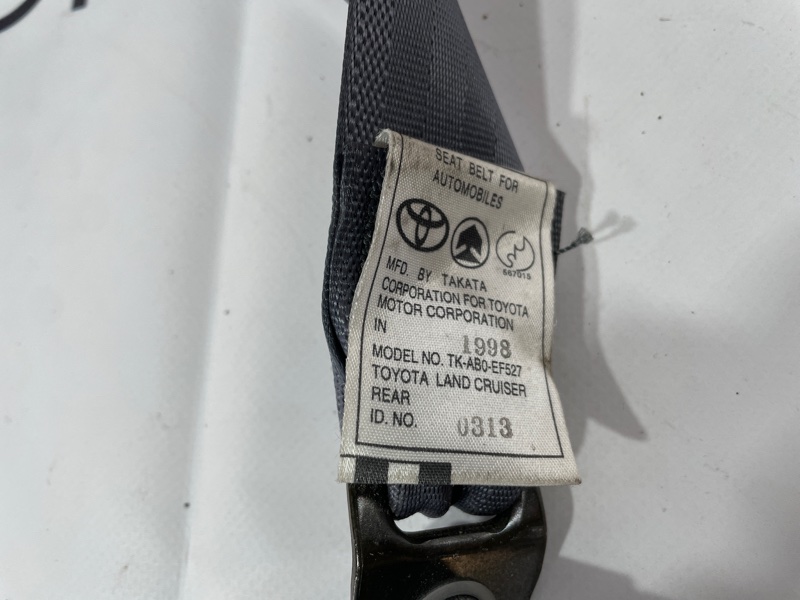 SEAT BELT FOR
AUTOMOBILES
667015
MFD. BY TAKATA
CORPORATION FOR TOYOTA
MOTOR CORPORATION
IN 1998
MODEL NO. TK-AB0-EF527
TOYOTA LAND CRUISER
REAR
ID. NO. 0313